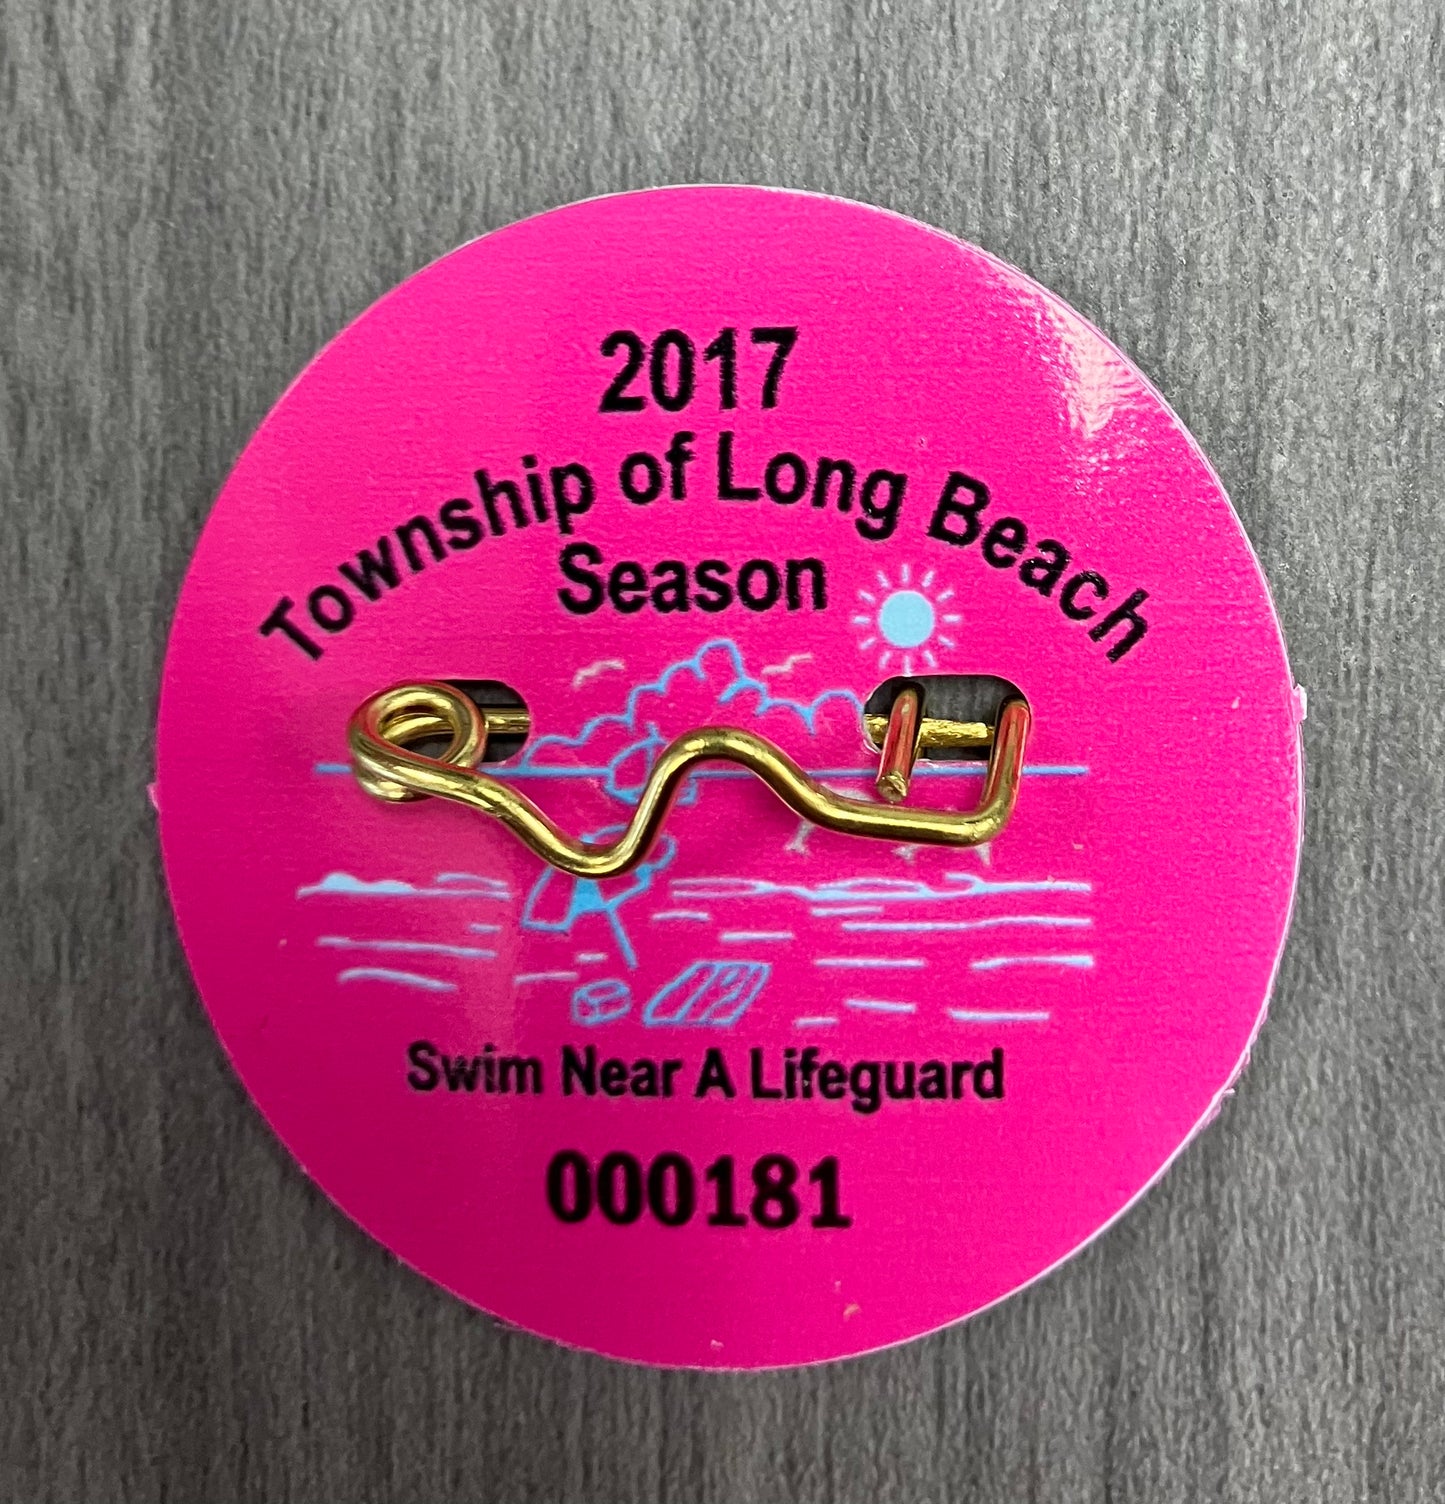 2017
Township of Long Beach
Season
Swim Near A Lifeguard
000181